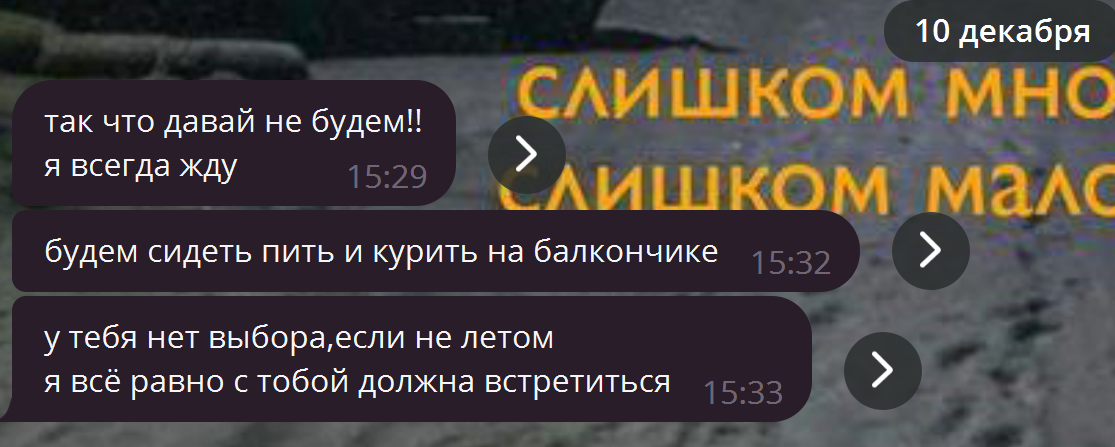 10 декабря
слишком мно
слишком мало
так что давай не будем!!
я всегда жду
15:29
будем сидеть пить и курить на балкончике
15:32
у тебя нет выбора,если не летом
я всё равно с тобой должна встретиться
15:33